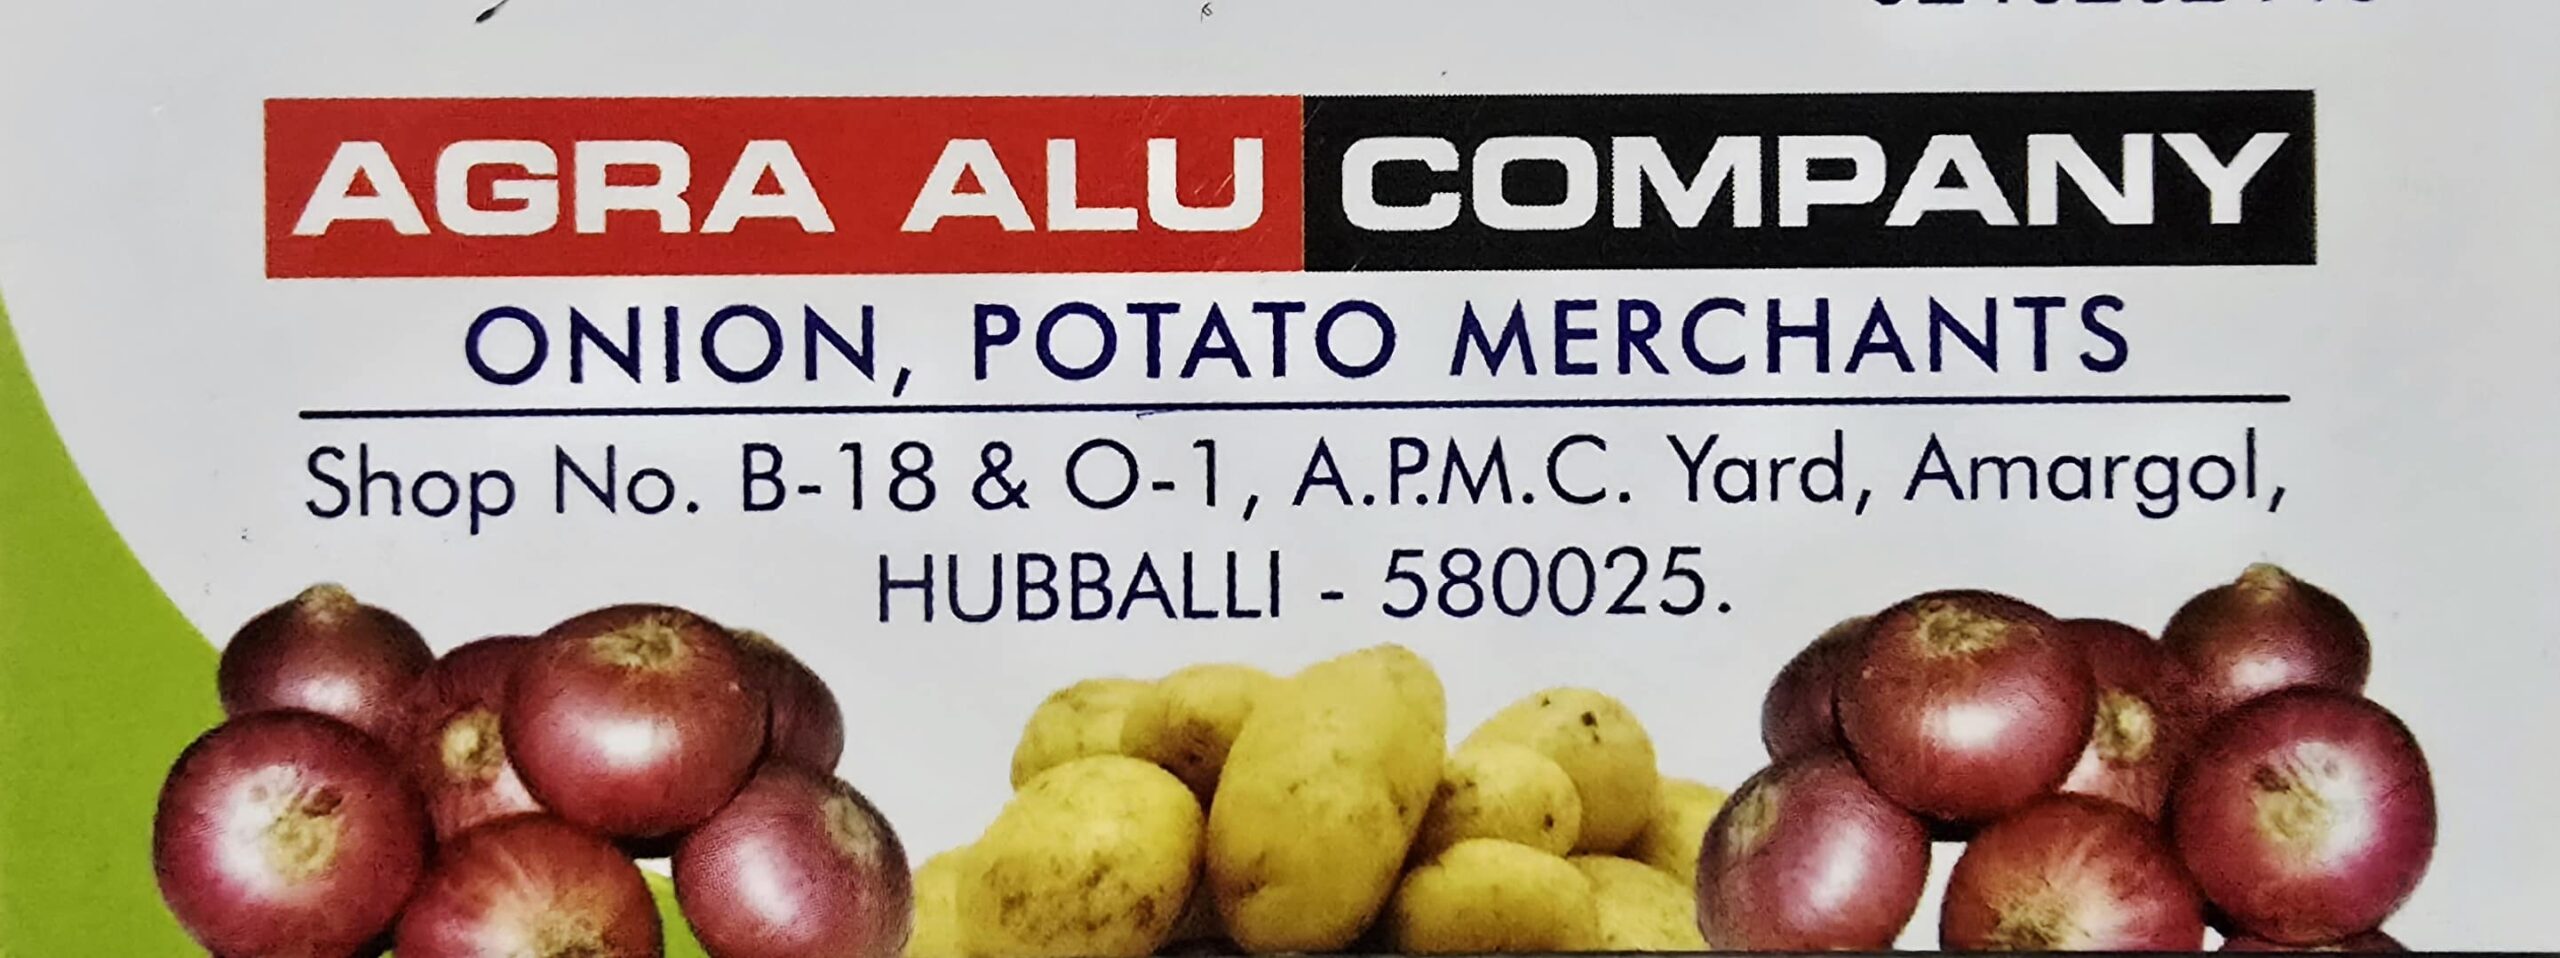 AGRA ALU COMPANY
ONION, POTATO MERCHANTS
Shop No. B-18 & O-1, A.P.M.C. Yard, Amargol,
HUBBALLI - 580025.